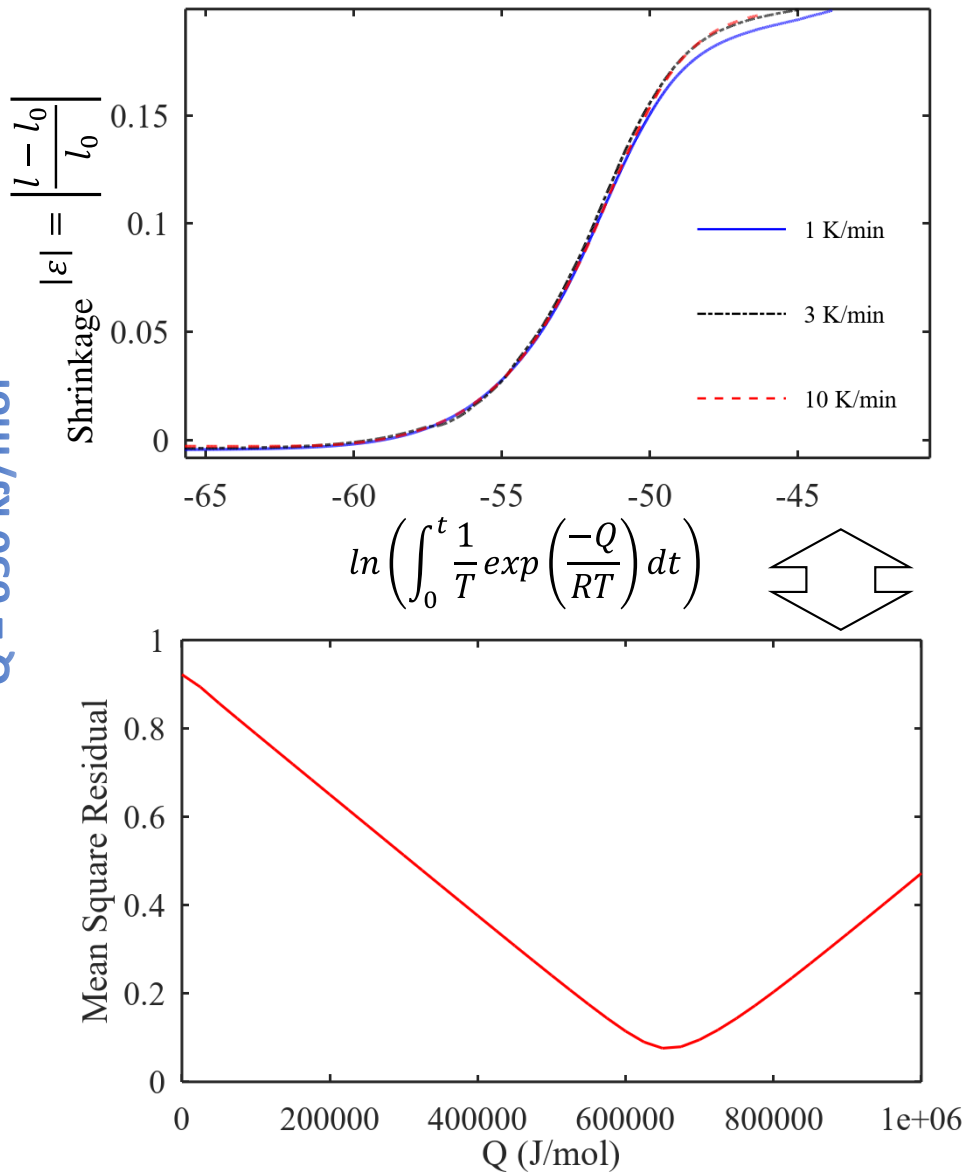 0.15
0.1
0.05
0
-65 -60 -55 -50 -45
Shrinkage |ε| = |(l − l₀)/l₀|
1 K/min
3 K/min
10 K/min
ln(∫₀ᵗ 1/T exp(−Q/RT) dt)
1
0.8
0.6
0.4
0.2
0
Mean Square Residual
0 200000 400000 600000 800000 1e+06
Q (J/mol)